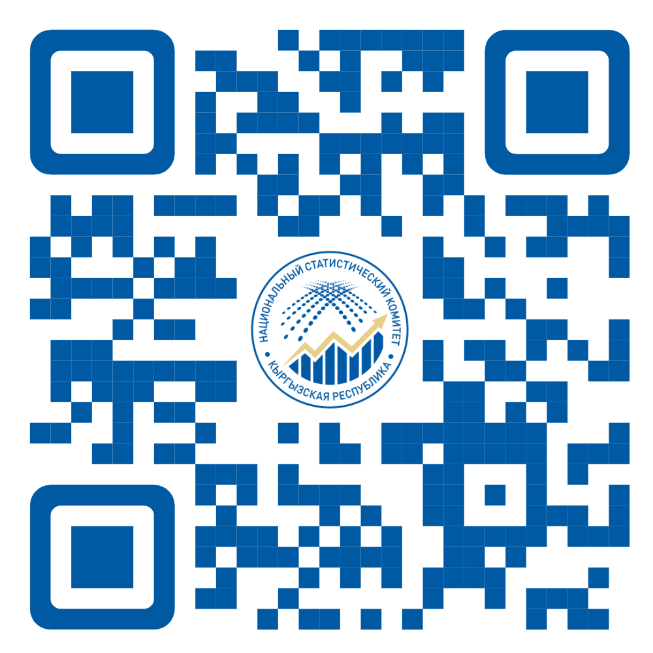 НАЦИОНАЛЬНЫЙ СТАТИСТИЧЕСКИЙ КОМИТЕТ
КЫРГЫЗСКАЯ РЕСПУБЛИКА